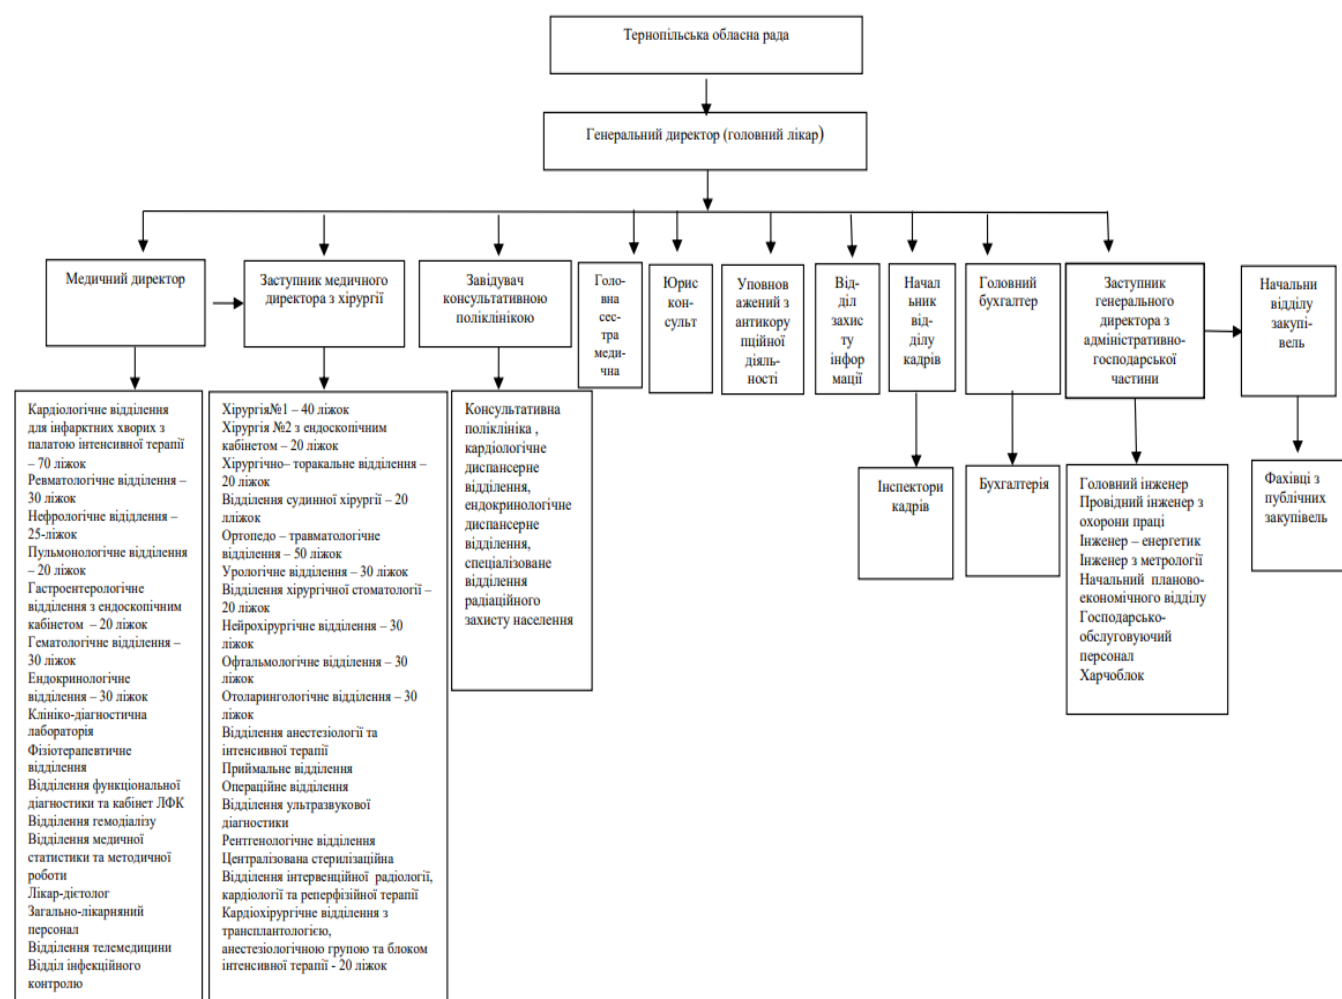 Тернопільська обласна рада
Генеральний директор (головний лікар)
Медичний директор
Заступник медичного
директора з хірургії
Завідувач
консультативною
поліклінікою
Голо-
вна
сес-
тра
меди-
чна
Юрис
кон-
сульт
Уповнов
ажений з
антикору
пційної
діяль-
ності
Від-
діл
захис
ту
інфор
мації
Начал
ьник
від-
ділу
кадрів
Головний
бухгалтер
Заступник
генерального
директора з
адміністративно-
господарської
частини
Начальни
відділу
закупі-
вель
Кардіологічне відділення
для інфарктних хворих з
палатою інтенсивної терапії
– 70 ліжок
Ревматологічне відділення –
30 ліжок
Нефрологічне відідлення –
25-ліжок
Пульмонологічне відділення
– 20 ліжок
Гастроентерологічне
відділення з ендоскопічним
кабінетом – 20 ліжок
Гематологічне відділення –
30 ліжок
Ендокринологічне
відділення – 30 ліжок
Клініко-діагностична
лабораторія
Фізіотерапевтичне
відділення
Відділення функціональної
діагностики та кабінет ЛФК
Відділення гемодіалізу
Відділення медичної
статистики та методичної
роботи
Лікар-дієтолог
Загально-лікарняний
персонал
Відділення телемедицини
Відділ інфекційного
контролю
Хірургія№1 – 40 ліжок
Хірургія №2 з ендоскопічним
кабінетом – 20 ліжок
Хірургічно– торакальне відділення –
20 ліжок
Відділення судинної хірургії – 20
лліжок
Ортопедо – травматологічне
відділення – 50 ліжок
Урологічне відділення – 30 ліжок
Відділення хірургічної стоматології –
20 ліжок
Нейрохірургічне відділення – 30
ліжок
Офтальмологічне відділення – 30
ліжок
Отоларингологічне відділення – 30
ліжок
Відділення анестезіології та
інтенсивної терапії
Приймальне відділення
Операційне відділення
Відділення ультразвукової
діагностики
Рентгенологічне відділення
Централізована стерилізаційна
Відділення інтервенційної радіології,
кардіології та реперфізійної терапії
Кардіохірургічне відділення з
трансплантологією,
анестезіологічною групою та блоком
інтенсивної терапії - 20 ліжок
Консультативна
поліклініка ,
кардіологічне
диспансерне
відділення,
ендокринологічне
диспансерне
відділення,
спеціалізоване
відділення
радіаційного
захисту населення
Інспектори
кадрів
Бухгалтерія
Головний інженер
Провідний інженер з
охорони праці
Інженер – енергетик
Інженер з метрології
Начальний планово-
економічного відділу
Господарсько-
обслуговуючий
персонал
Харчоблок
Фахівці з
публічних
закупівель